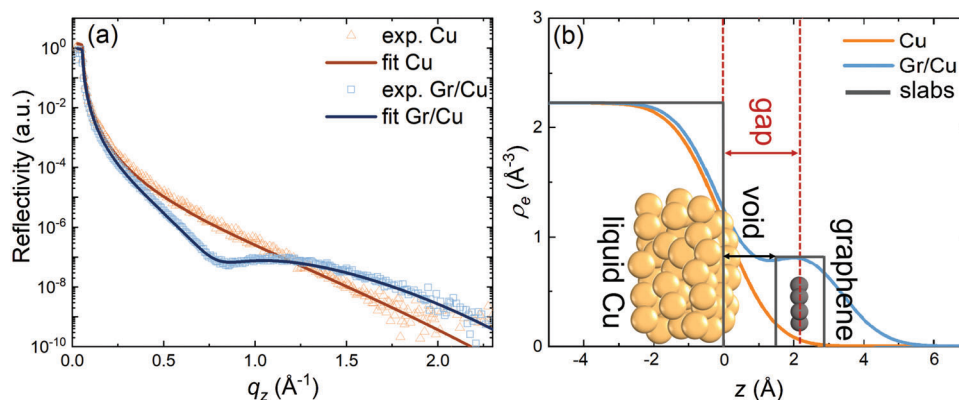 (a)
exp. Cu
fit Cu
exp. Gr/Cu
fit Gr/Cu
10^0
10^-2
10^-4
10^-6
10^-8
10^-10
Reflectivity (a.u.)
0.0 0.5 1.0 1.5 2.0
q_z (Å^-1)
(b)
Cu
Gr/Cu
slabs
gap
void
graphene
liquid Cu
3
2
1
0
ρ_e (Å^-3)
-4 -2 0 2 4 6
z (Å)